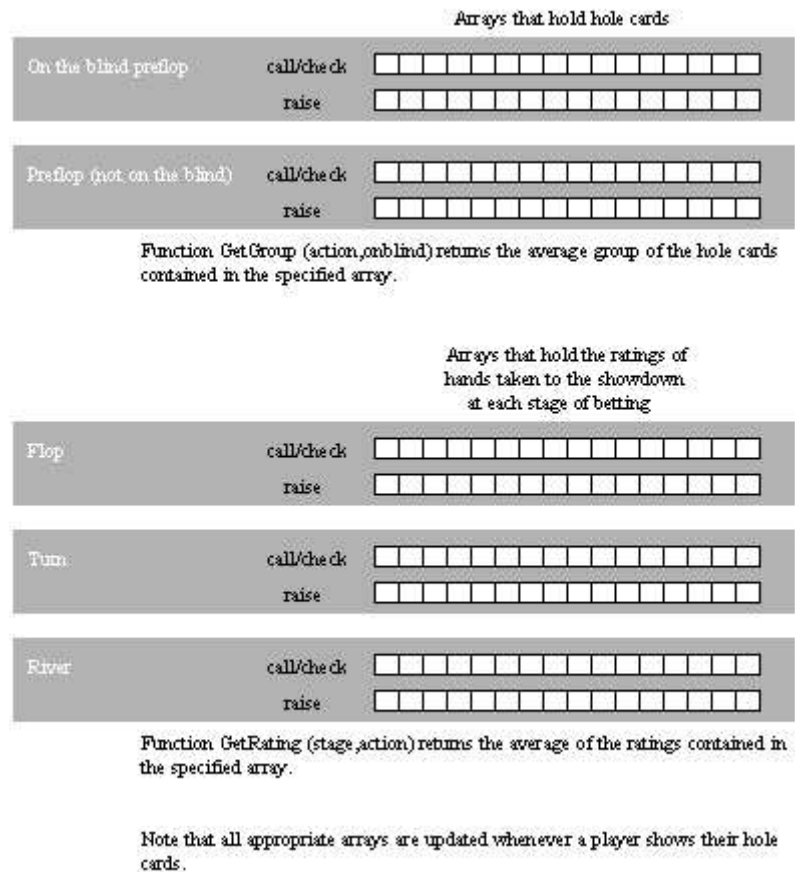 Arrays that hold hole cards
On the blind preflop call/check
raise
Preflop (not on the blind) call/check
raise
Function GetGroup (action,onblind) returns the average group of the hole cards
contained in the specified array.
Arrays that hold the ratings of
hands taken to the showdown
at each stage of betting
Flop call/check
raise
Turn call/check
raise
River call/check
raise
Function GetRating (stage,action) returns the average of the ratings contained in
the specified array.
Note that all appropriate arrays are updated whenever a player shows their hole
cards.